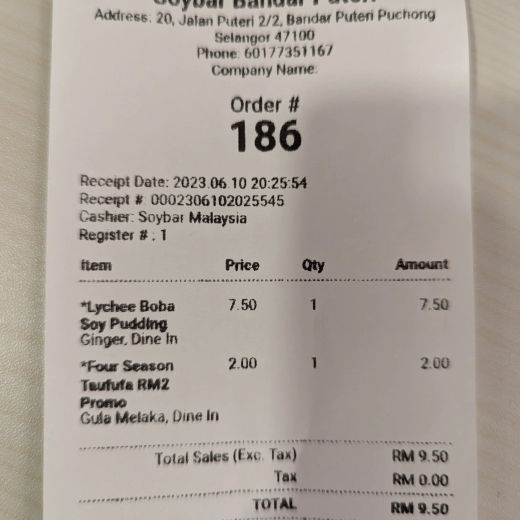 Soybar Bandar Puteri
Address: 20, Jalan Puteri 2/2, Bandar Puteri Puchong
Selangor 47100
Phone: 60177351167
Company Name:
Order #
186
Receipt Date: 2023.06.10 20:25:54
Receipt #: 0002306102025545
Cashier: Soybar Malaysia
Register # : 1
Item Price Qty Amount
*Lychee Boba 7.50 1 7.50
Soy Pudding
Ginger, Dine In
*Four Season 2.00 1 2.00
Taufufa RM2
Promo
Gula Melaka, Dine In
Total Sales (Exc. Tax) RM 9.50
Tax RM 0.00
TOTAL RM 9.50